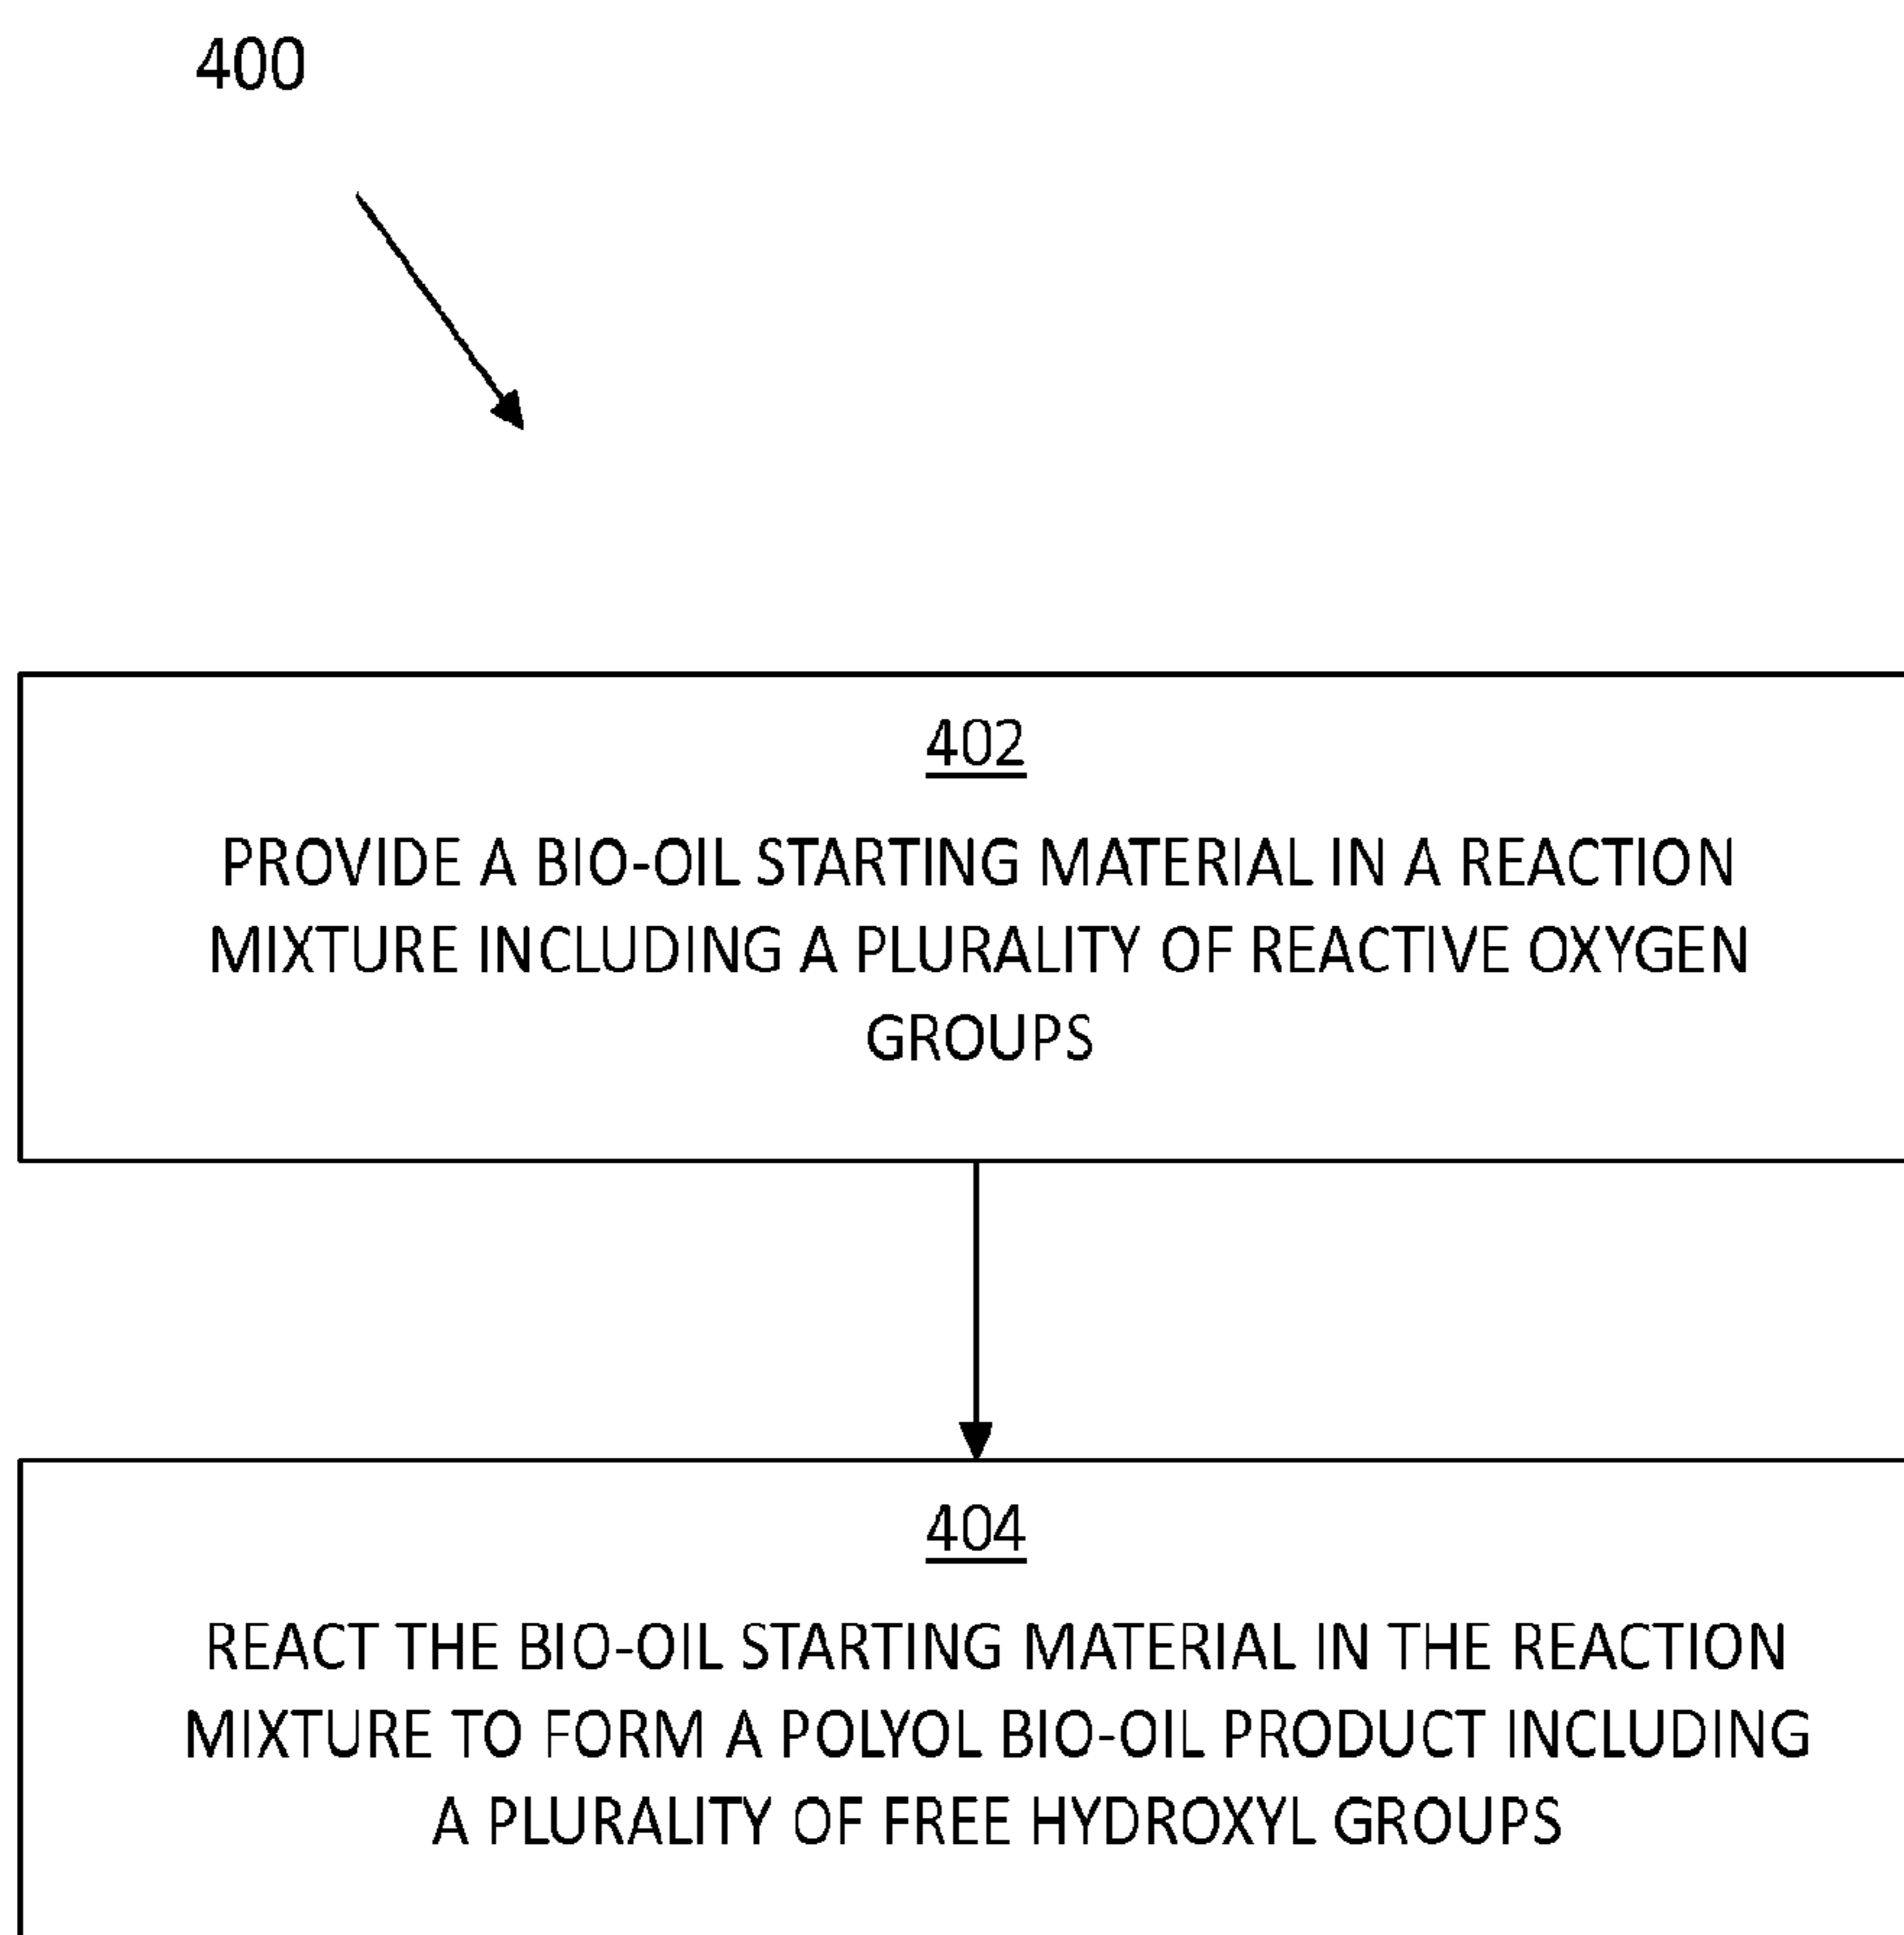 400
402
PROVIDE A BIO-OIL STARTING MATERIAL IN A REACTION
MIXTURE INCLUDING A PLURALITY OF REACTIVE OXYGEN
GROUPS
404
REACT THE BIO-OIL STARTING MATERIAL IN THE REACTION
MIXTURE TO FORM A POLYOL BIO-OIL PRODUCT INCLUDING
A PLURALITY OF FREE HYDROXYL GROUPS